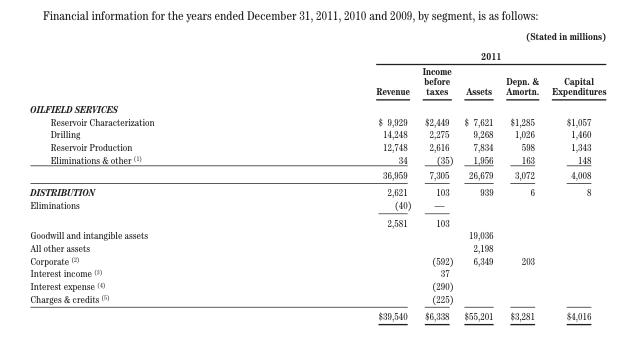 Financial information for the years ended December 31, 2011, 2010 and 2009, by segment, is as follows:
(Stated in millions)
2011
Revenue Income before taxes Assets Depn. & Amortn. Capital Expenditures
OILFIELD SERVICES
Reservoir Characterization $ 9,929 $2,449 $ 7,621 $1,285 $1,057
Drilling 14,248 2,275 9,268 1,026 1,460
Reservoir Production 12,748 2,616 7,834 598 1,343
Eliminations & other (1) 34 (35) 1,956 163 148
36,959 7,305 26,679 3,072 4,008
DISTRIBUTION 2,621 103 939 6 8
Eliminations (40) —
2,581 103
Goodwill and intangible assets 19,036
All other assets 2,198
Corporate (2) (592) 6,349 203
Interest income (3) 37
Interest expense (4) (290)
Charges & credits (5) (225)
$39,540 $6,338 $55,201 $3,281 $4,016